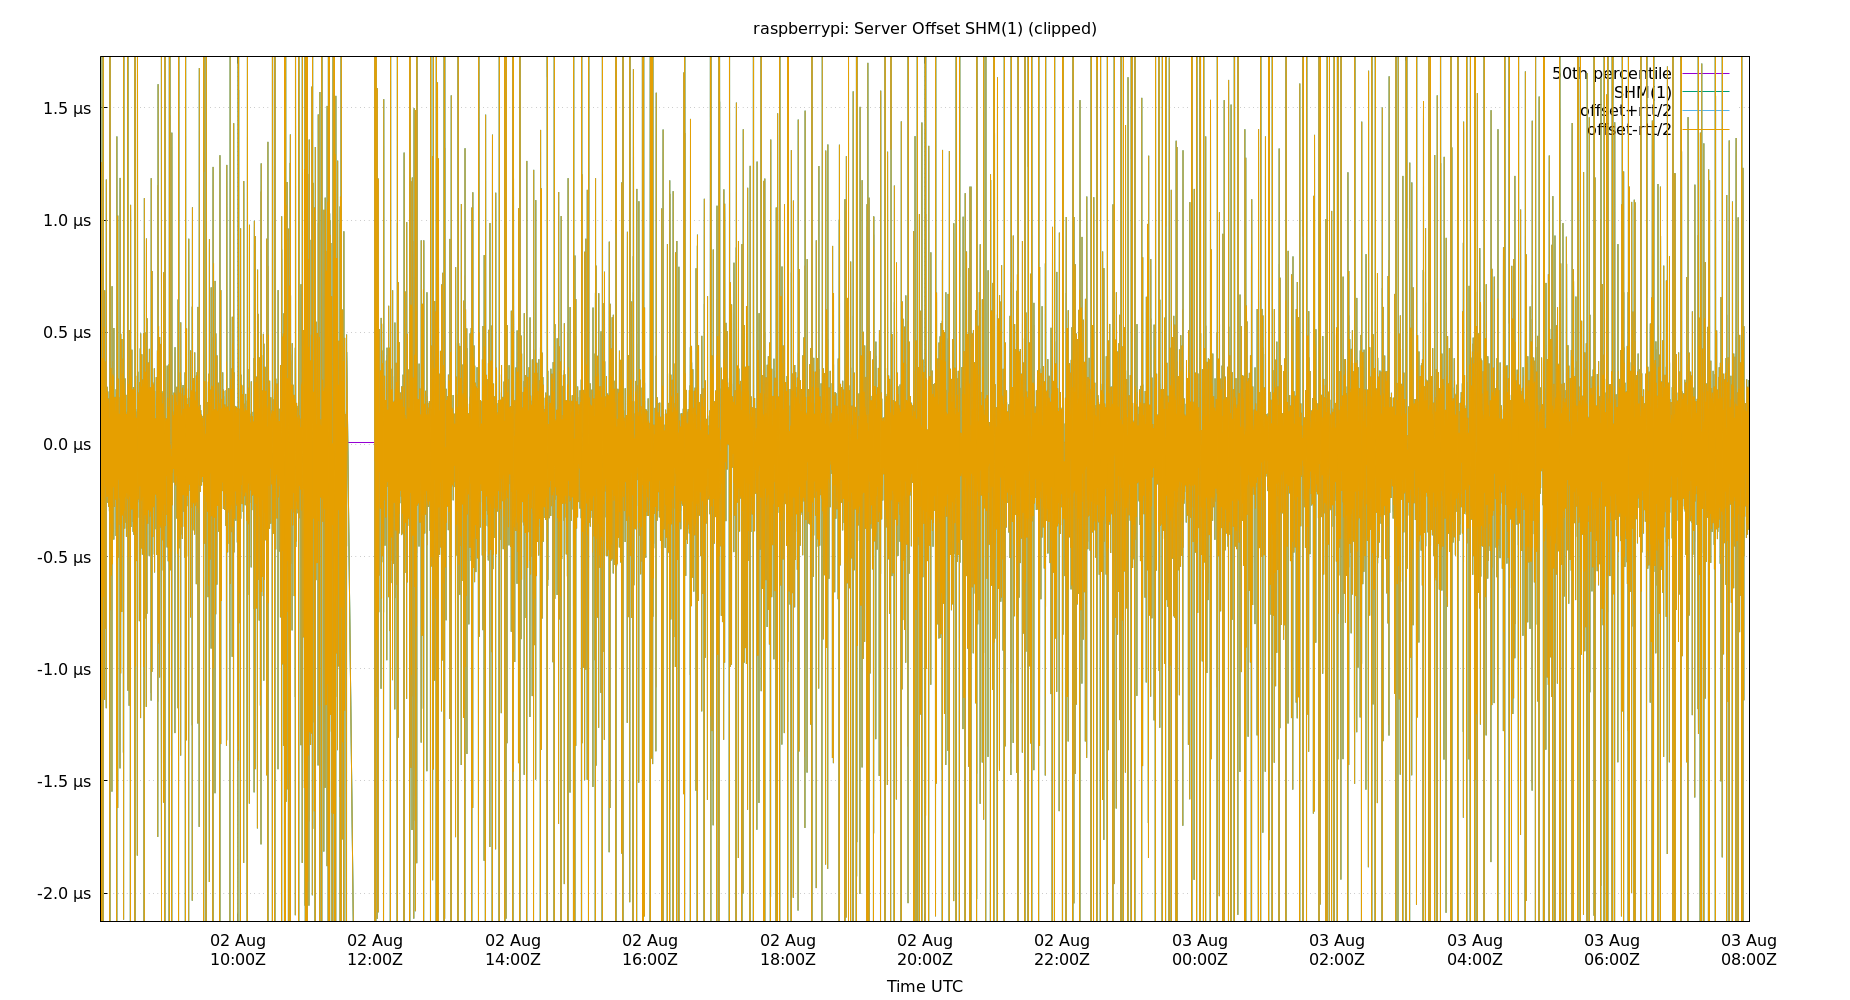 raspberrypi: Server Offset SHM(1) (clipped)
50th percentile
SHM(1)
offset+rtt/2
offset-rtt/2
1.5 µs
1.0 µs
0.5 µs
0.0 µs
-0.5 µs
-1.0 µs
-1.5 µs
-2.0 µs
02 Aug 02 Aug 02 Aug 02 Aug 02 Aug 02 Aug 02 Aug 03 Aug 03 Aug 03 Aug 03 Aug 03 Aug
10:00Z 12:00Z 14:00Z 16:00Z 18:00Z 20:00Z 22:00Z 00:00Z 02:00Z 04:00Z 06:00Z 08:00Z
Time UTC